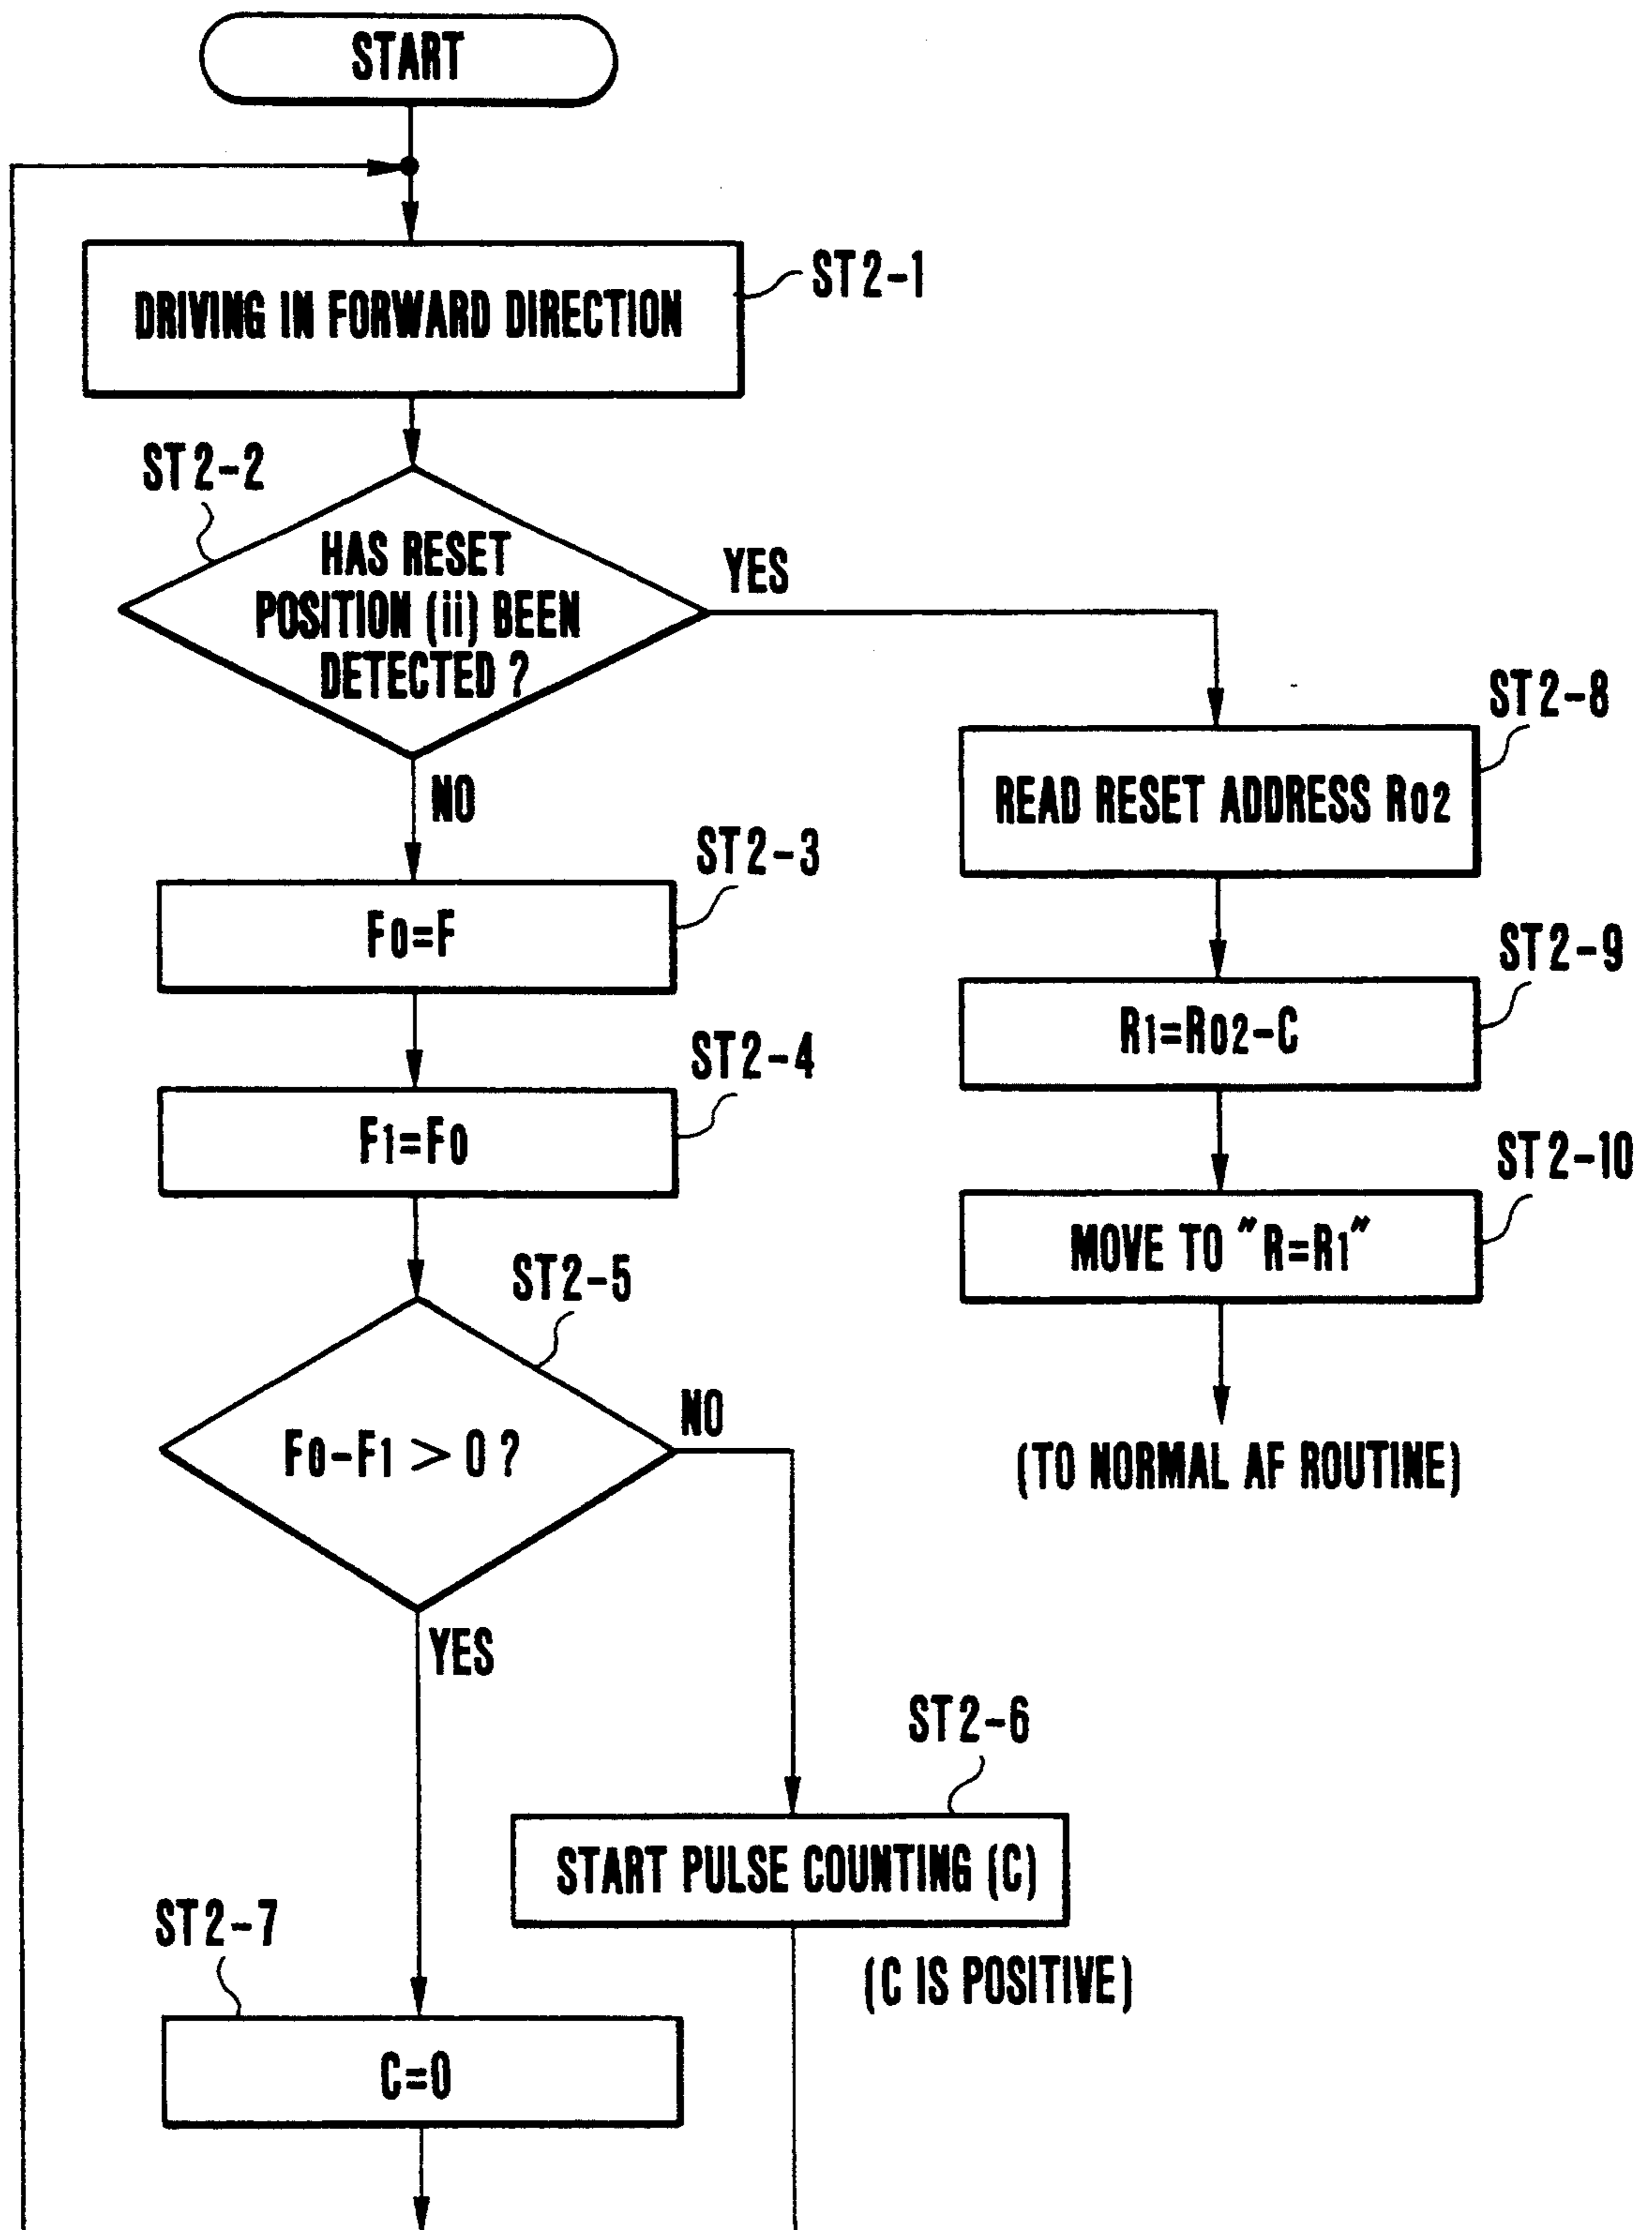 START
DRIVING IN FORWARD DIRECTION
ST2-1
ST2-2
HAS RESET
POSITION (ii) BEEN
DETECTED ?
YES
NO
ST2-8
READ RESET ADDRESS R02
ST2-3
F0=F
ST2-9
R1=R02-C
ST2-4
F1=F0
ST2-10
MOVE TO "R=R1"
(TO NORMAL AF ROUTINE)
ST2-5
F0-F1 > 0 ?
NO
YES
ST2-6
START PULSE COUNTING (C)
(C IS POSITIVE)
ST2-7
C=0